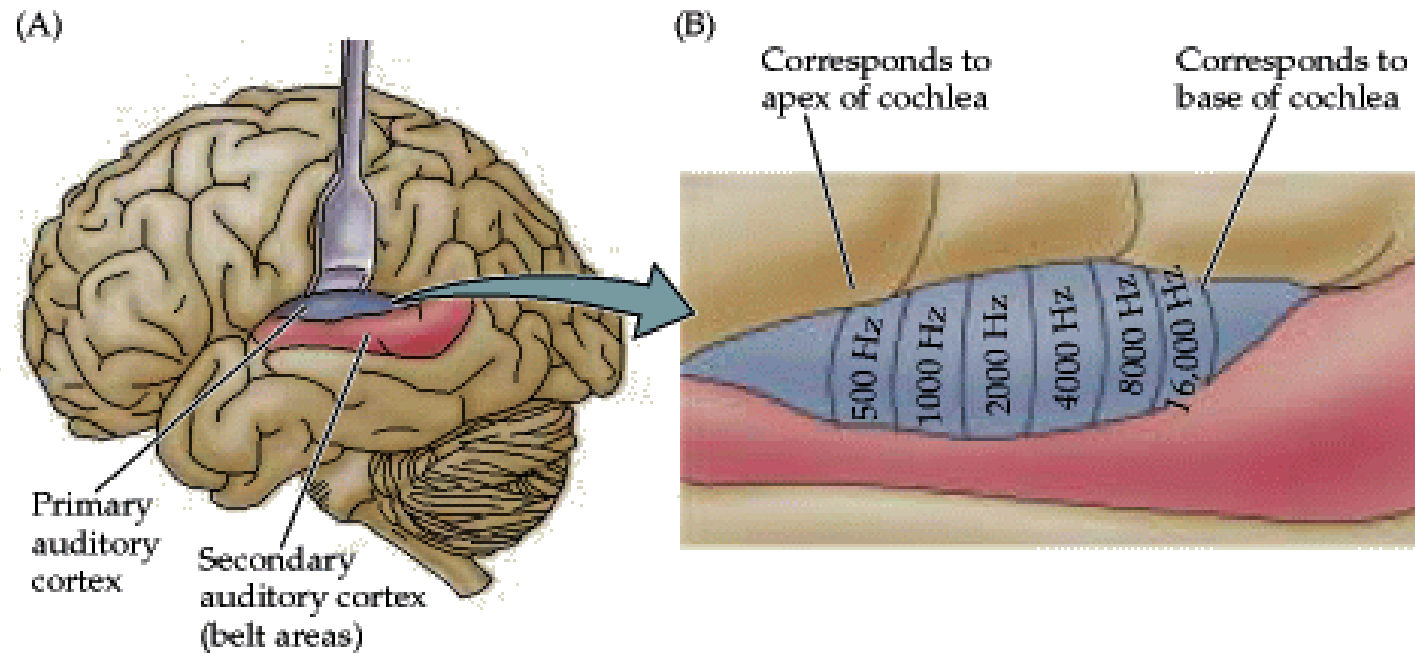 (A)
Primary
auditory
cortex
Secondary
auditory cortex
(belt areas)
(B)
Corresponds to
apex of cochlea
Corresponds to
base of cochlea
500 Hz
1000 Hz
2000 Hz
4000 Hz
8000 Hz
16,000 Hz